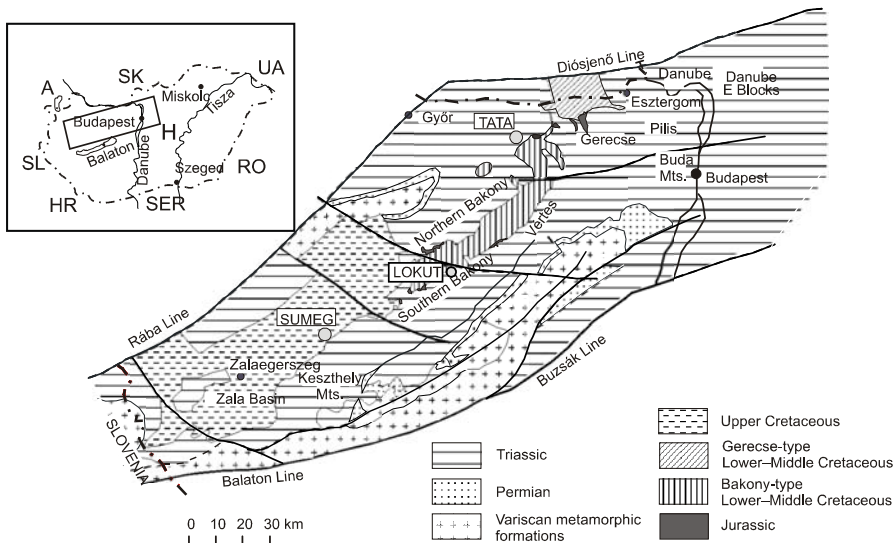 SK
UA
Miskolc
Tisza
A
Budapest
H
Balaton
Danube
SL
Szeged
RO
HR
SER
Diósjenő Line
Danube
Danube
E Blocks
Esztergom
Győr
TATA
Gerecse
Pilis
Buda
Mts.
Budapest
Northern Bakony
Vértes
LOKUT
Southern Bakony
SUMEG
Rába Line
Zalaegerszeg
Keszthely
Mts.
Zala Basin
Buzsák Line
SLOVENIA
Balaton Line
Triassic
Permian
Variscan metamorphic
formations
Upper Cretaceous
Gerecse-type
Lower–Middle Cretaceous
Bakony-type
Lower–Middle Cretaceous
Jurassic
0 10 20 30 km